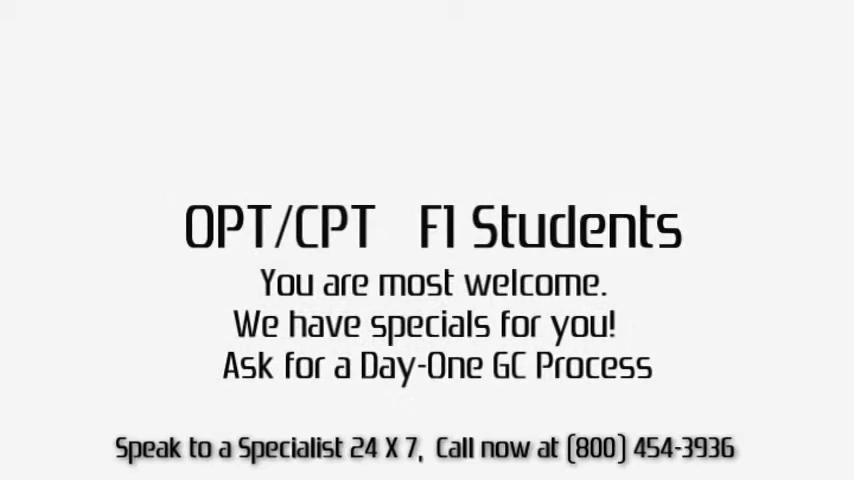 OPT/CPT F1 Students
You are most welcome.
We have specials for you!
Ask for a Day-One GC Process
Speak to a Specialist 24 X 7, Call now at (800) 454-3936